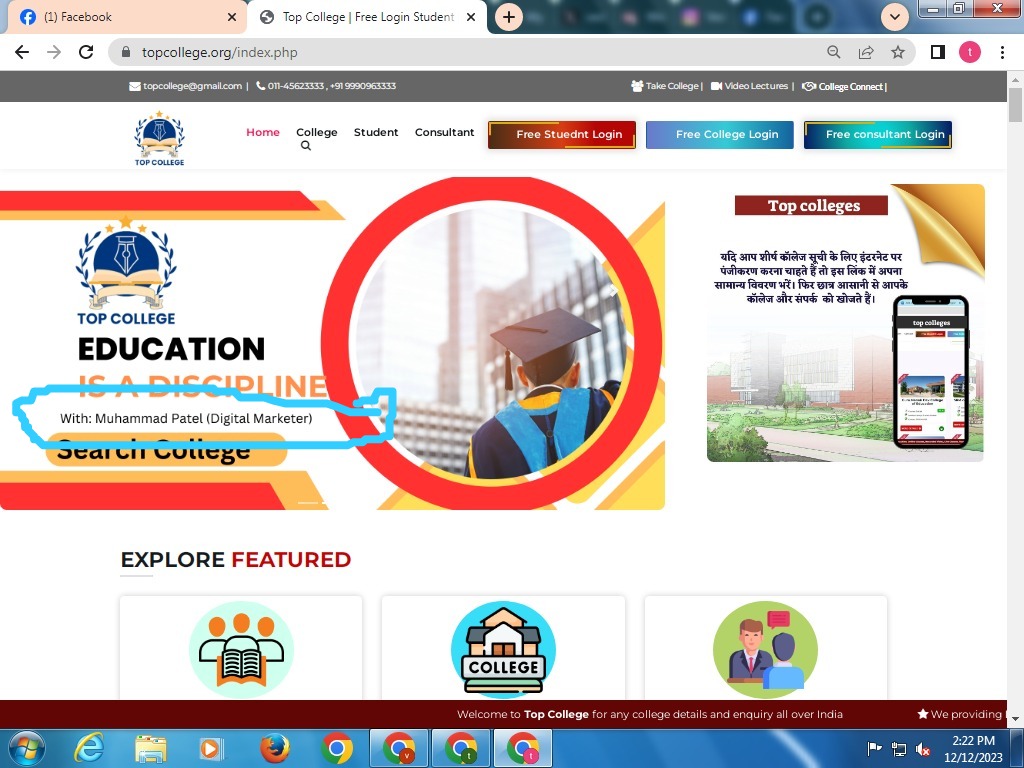 (1) Facebook
Top College | Free Login Student
topcollege.org/index.php
t
topcollege@gmail.com | 011-45623333 , +91 9990963333
Take College | Video Lectures | College Connect |
TOP COLLEGE
Home College Student Consultant
Free Stuednt Login
Free College Login
Free consultant Login
TOP COLLEGE
EDUCATION
IS A DISCIPLINE
With: Muhammad Patel (Digital Marketer)
Search College
Top colleges
यदि आप शीर्ष कॉलेज सूची के लिए इंटरनेट पर
पंजीकरण करना चाहते हैं तो इस लिंक में अपना
सामान्य विवरण भरें। फिर छात्र आसानी से आपके
कॉलेज और संपर्क को खोजते हैं।
top colleges
EXPLORE FEATURED
COLLEGE
Welcome to Top College for any college details and enquiry all over India
We providing
v
t
t
2:22 PM
12/12/2023